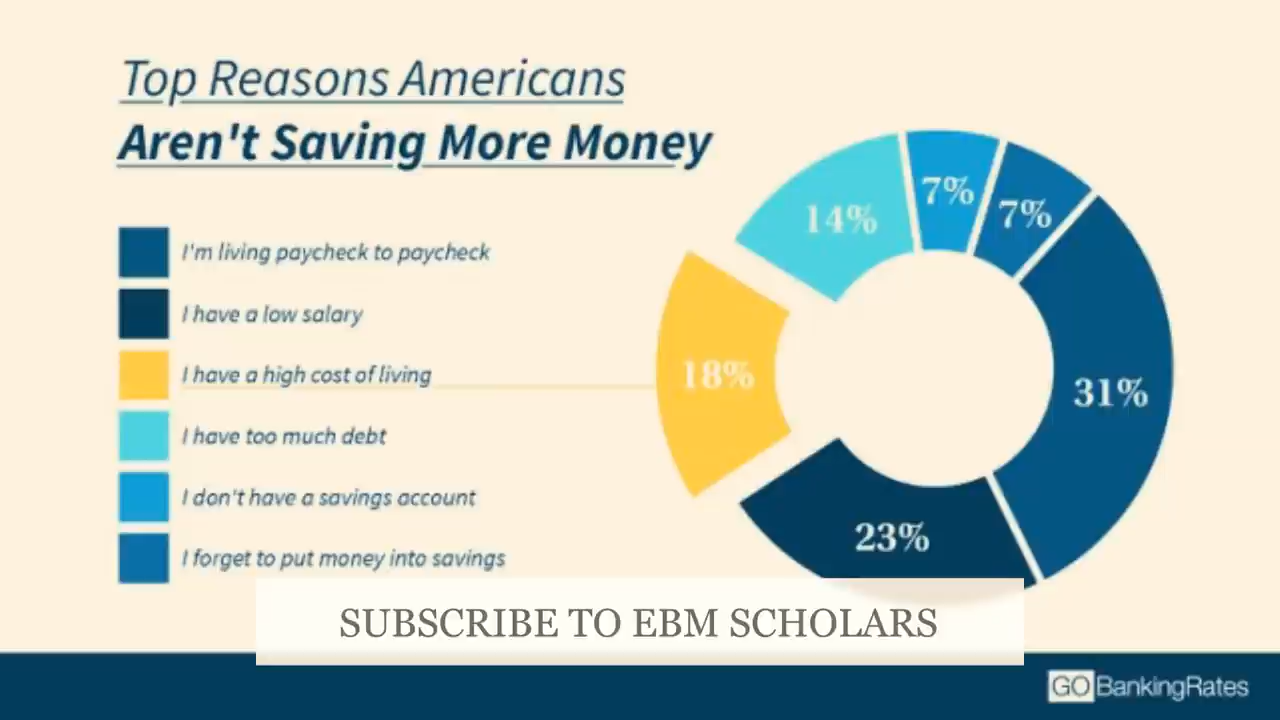 Top Reasons Americans
Aren't Saving More Money
I'm living paycheck to paycheck
I have a low salary
I have a high cost of living
I have too much debt
I don't have a savings account
I forget to put money into savings
14%
7%
7%
18%
31%
23%
SUBSCRIBE TO EBM SCHOLARS
GOBankingRates